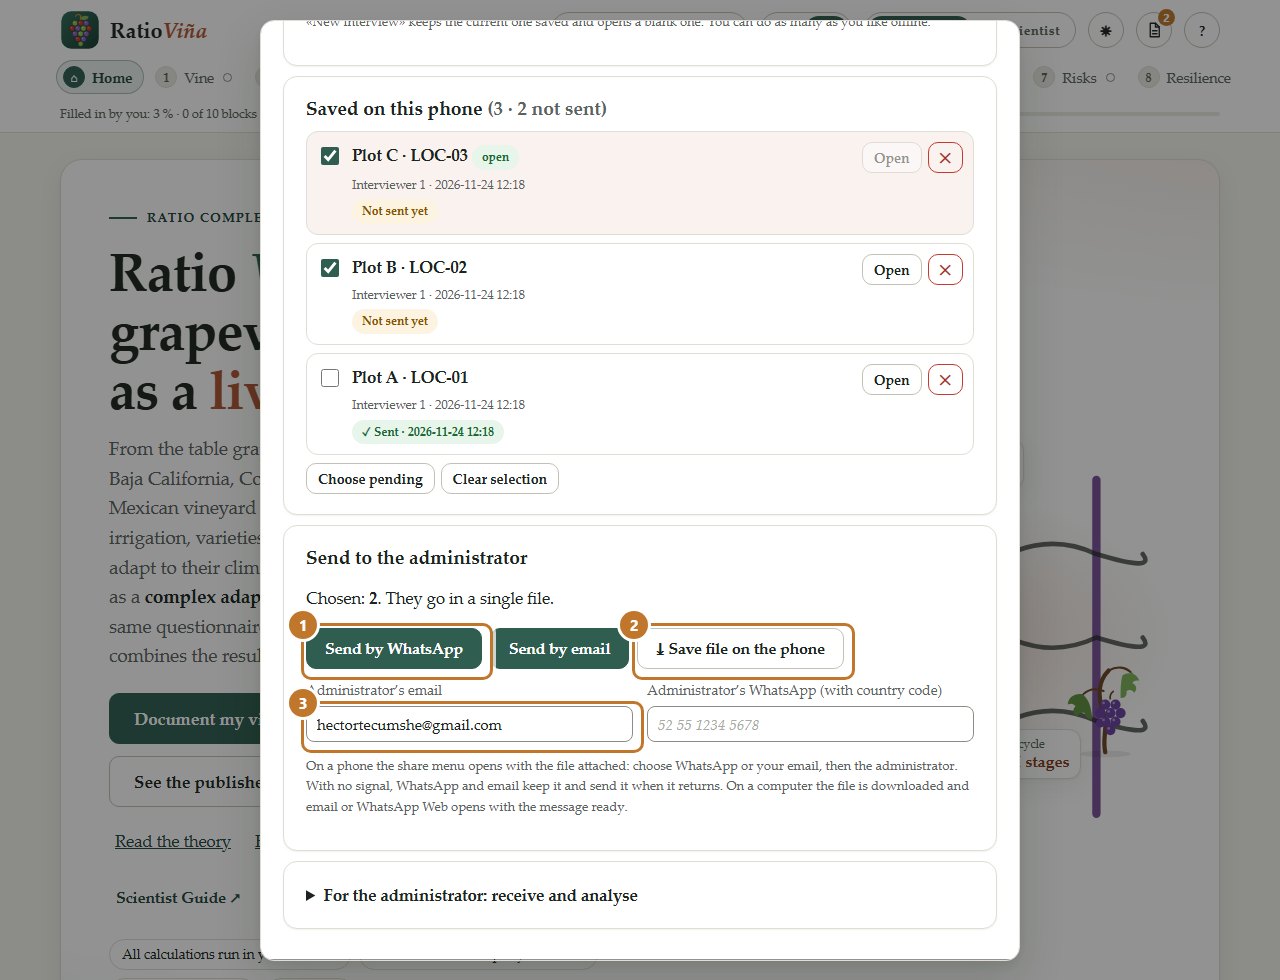 RatioViña
ientist
2
?
Home
1 Vine
7 Risks
8 Resilience
Filled in by you: 3 % · 0 of 10 blocks
«New interview» keeps the current one saved and opens a blank one. You can do as many as you like offline.
Saved on this phone (3 · 2 not sent)
Plot C · LOC-03 open
Open
Interviewer 1 · 2026-11-24 12:18
Not sent yet
Plot B · LOC-02
Open
Interviewer 1 · 2026-11-24 12:18
Not sent yet
Plot A · LOC-01
Open
Interviewer 1 · 2026-11-24 12:18
✓ Sent · 2026-11-24 12:18
Choose pending
Clear selection
Send to the administrator
Chosen: 2. They go in a single file.
1
Send by WhatsApp
Send by email
2
⤓ Save file on the phone
Administrator's email
Administrator's WhatsApp (with country code)
3
hectortecumshe@gmail.com
52 55 1234 5678
On a phone the share menu opens with the file attached: choose WhatsApp or your email, then the administrator.
With no signal, WhatsApp and email keep it and send it when it returns. On a computer the file is downloaded and
email or WhatsApp Web opens with the message ready.
▶ For the administrator: receive and analyse
RATIO COMPLE
Ratio
grapev
as a liv
From the table gra
Baja California, Co
Mexican vineyard
irrigation, varieties
adapt to their clim
as a complex adap
same questionnaire
combines the resul
Document my vi
See the publishe
Read the theory
Scientist Guide ↗
All calculations run in y
cycle
stages